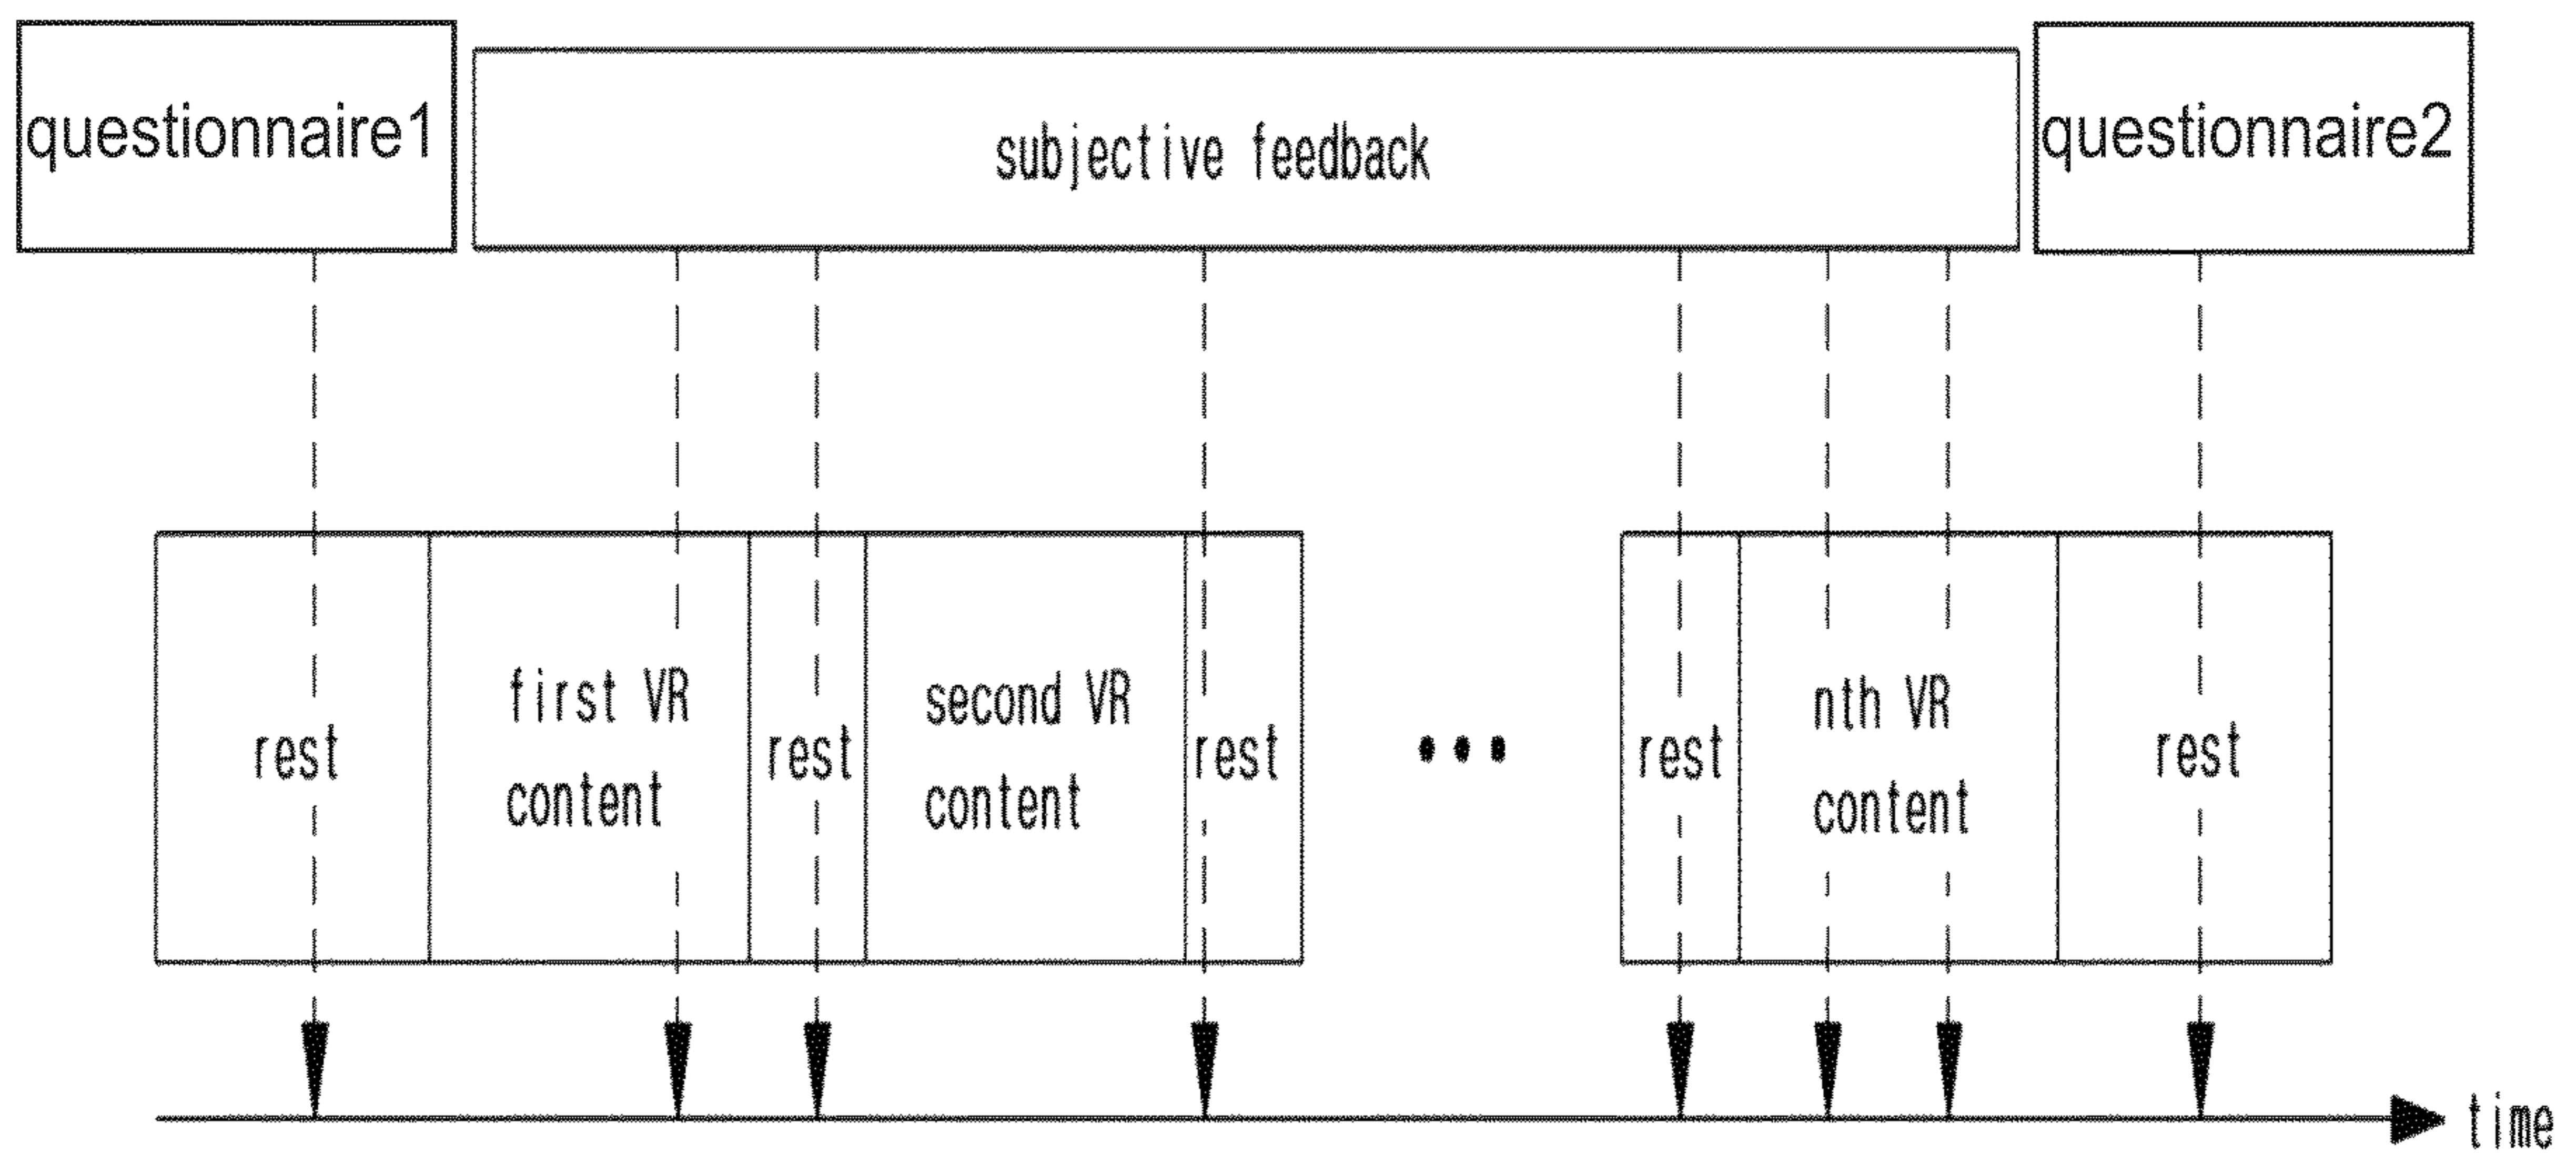 questionnaire1
subjective feedback
questionnaire2
rest
first VR
content
rest
second VR
content
rest
...
rest
nth VR
content
rest
time